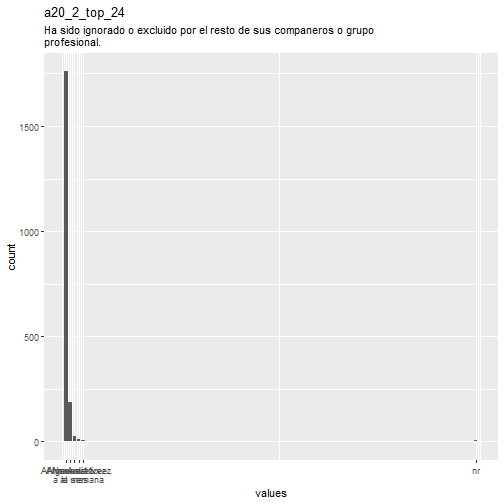 a20_2_top_24
Ha sido ignorado o excluido por el resto de sus companeros o grupo
profesional.
1500
1000
500
0
count
nr
values